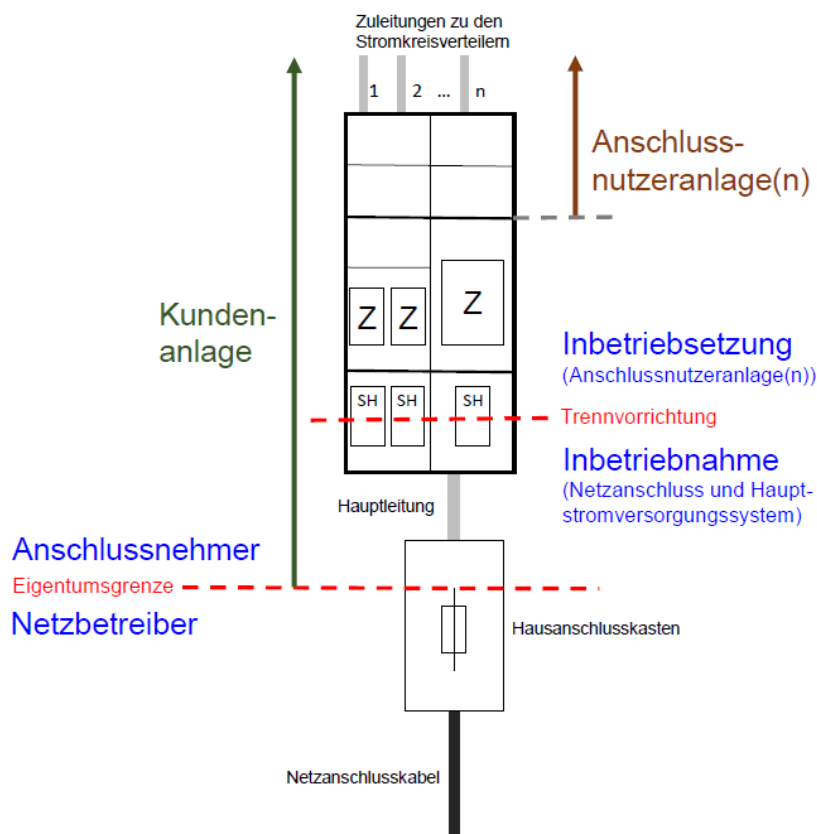 Zuleitungen zu den
Stromkreisverteilern
1 2 ... n
Anschluss-
nutzeranlage(n)
Kunden-
anlage
Z Z Z
Inbetriebsetzung
(Anschlussnutzeranlage(n))
SH SH SH
Trennvorrichtung
Inbetriebnahme
(Netzanschluss und Haupt-
stromversorgungssystem)
Hauptleitung
Anschlussnehmer
Eigentumsgrenze
Netzbetreiber
Hausanschlusskasten
Netzanschlusskabel